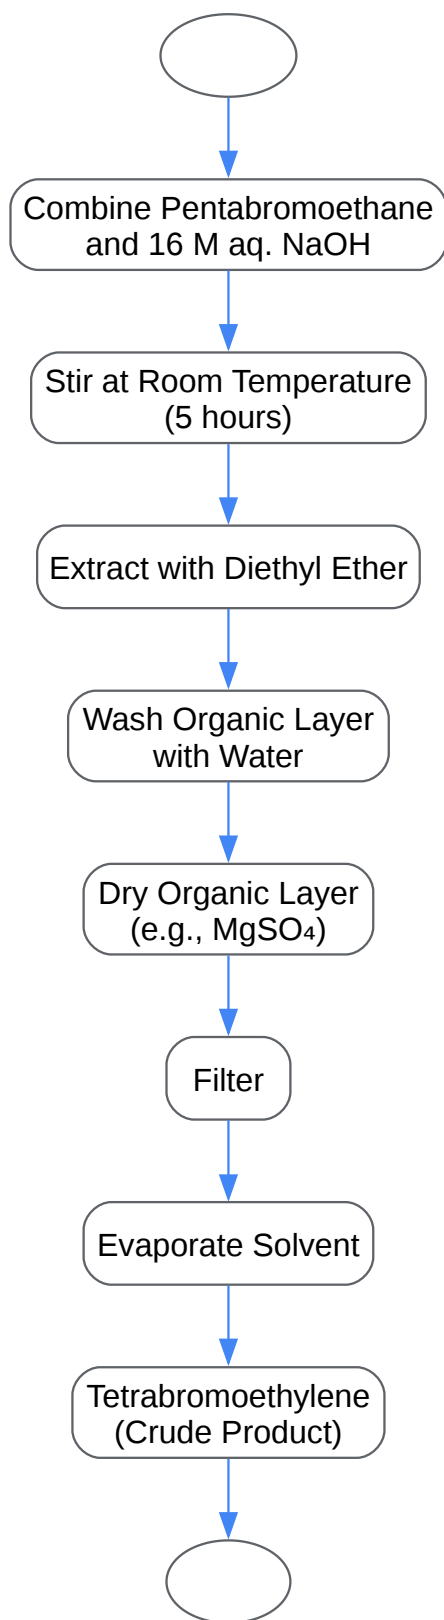 Combine Pentabromoethane
and 16 M aq. NaOH
Stir at Room Temperature
(5 hours)
Extract with Diethyl Ether
Wash Organic Layer
with Water
Dry Organic Layer
(e.g., MgSO₄)
Filter
Evaporate Solvent
Tetrabromoethylene
(Crude Product)